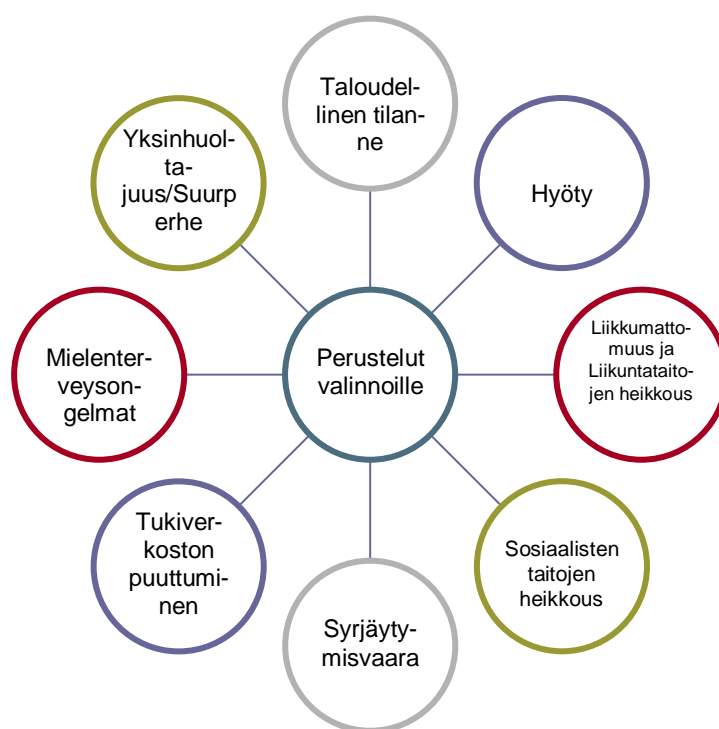 Taloudel-
linen tilan-
ne
Yksinhuol-
ta-
juus/Suurp
erhe
Hyöty
Mielenter-
veyson-
gelmat
Perustelut
valinnoille
Liikkumatto-
muus ja
Liikuntataito-
jen heikkous
Tukiver-
koston
puuttumi-
nen
Sosiaalisten
taitojen
heikkous
Syrjäyty-
misvaara